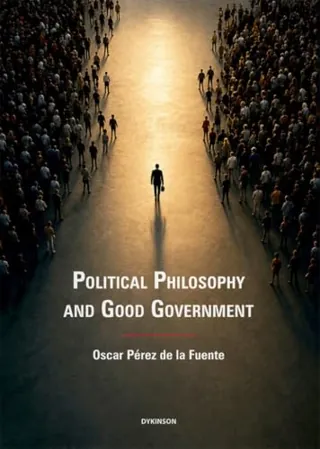 Political Philosophy
and Good Government
Oscar Pérez de la Fuente
DYKINSON